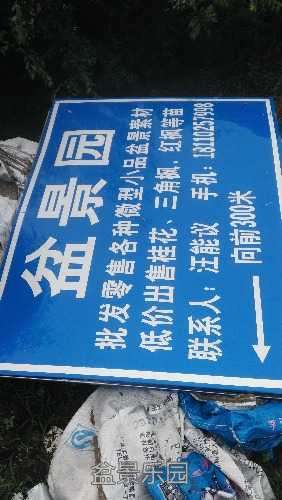 盆景园
批发零售各种微型小品盆景素材
低价出售桂花、三角枫、红枫等苗
联系人：汪能议 手机：18110257998
向前300米
盆景乐园